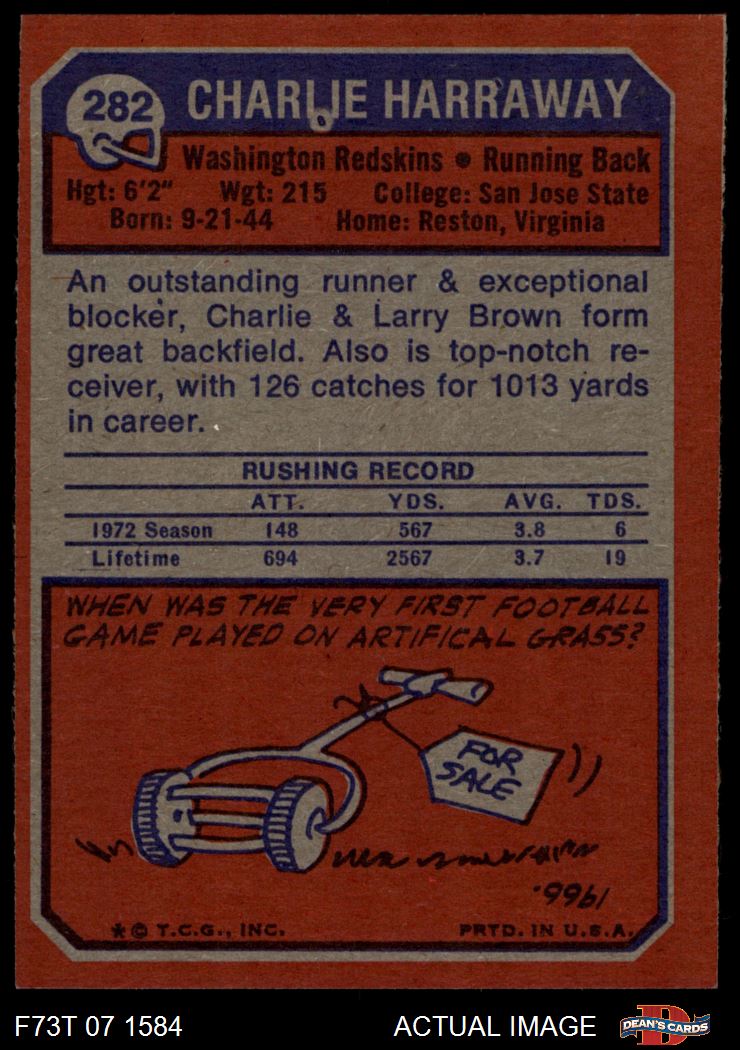 282
CHARLIE HARRAWAY
Washington Redskins • Running Back
Hgt: 6'2" Wgt: 215 College: San Jose State
Born: 9-21-44 Home: Reston, Virginia
An outstanding runner & exceptional
blocker, Charlie & Larry Brown form
great backfield. Also is top-notch re-
ceiver, with 126 catches for 1013 yards
in career.
RUSHING RECORD
ATT. YDS. AVG. TDS.
1972 Season 148 567 3.8 6
Lifetime 694 2567 3.7 19
WHEN WAS THE VERY FIRST FOOTBALL
GAME PLAYED ON ARTIFICAL GRASS?
FOR
SALE
1966.
* © T.C.G., INC. PRTD. IN U.S.A.
F73T 07 1584 ACTUAL IMAGE
D
DEAN'S CARDS